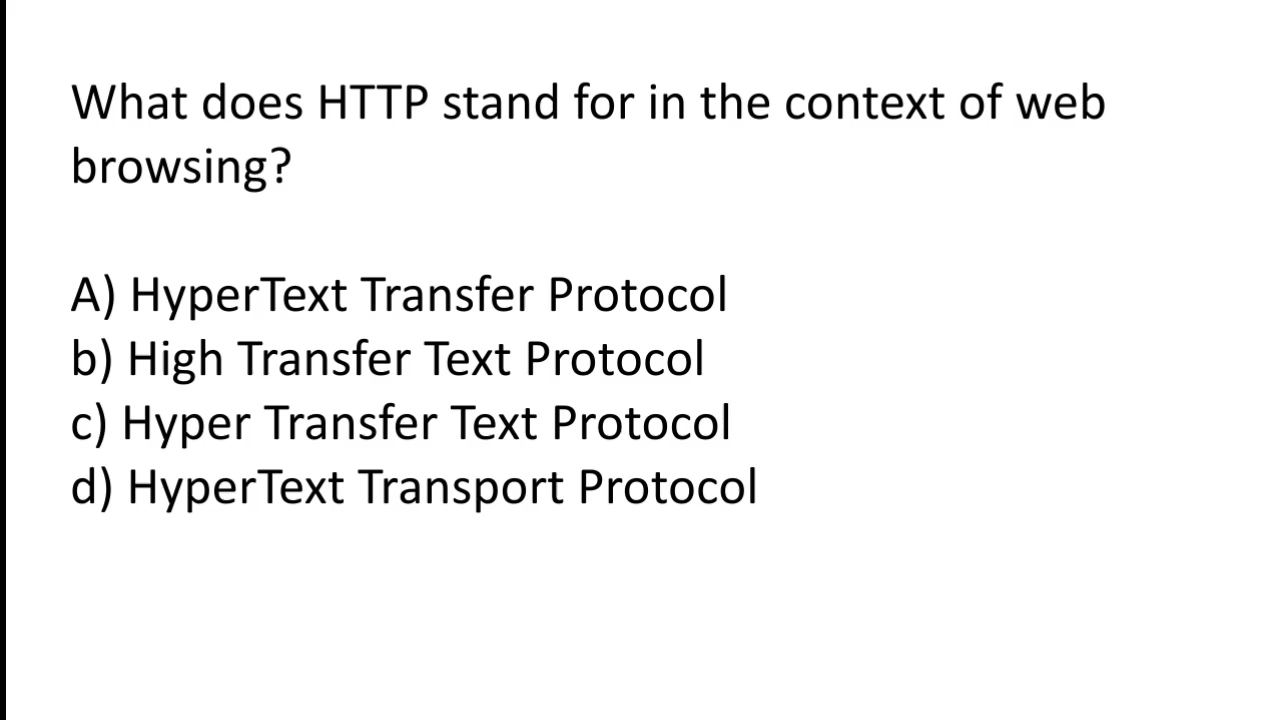 What does HTTP stand for in the context of web
browsing?
A) HyperText Transfer Protocol
b) High Transfer Text Protocol
c) Hyper Transfer Text Protocol
d) HyperText Transport Protocol